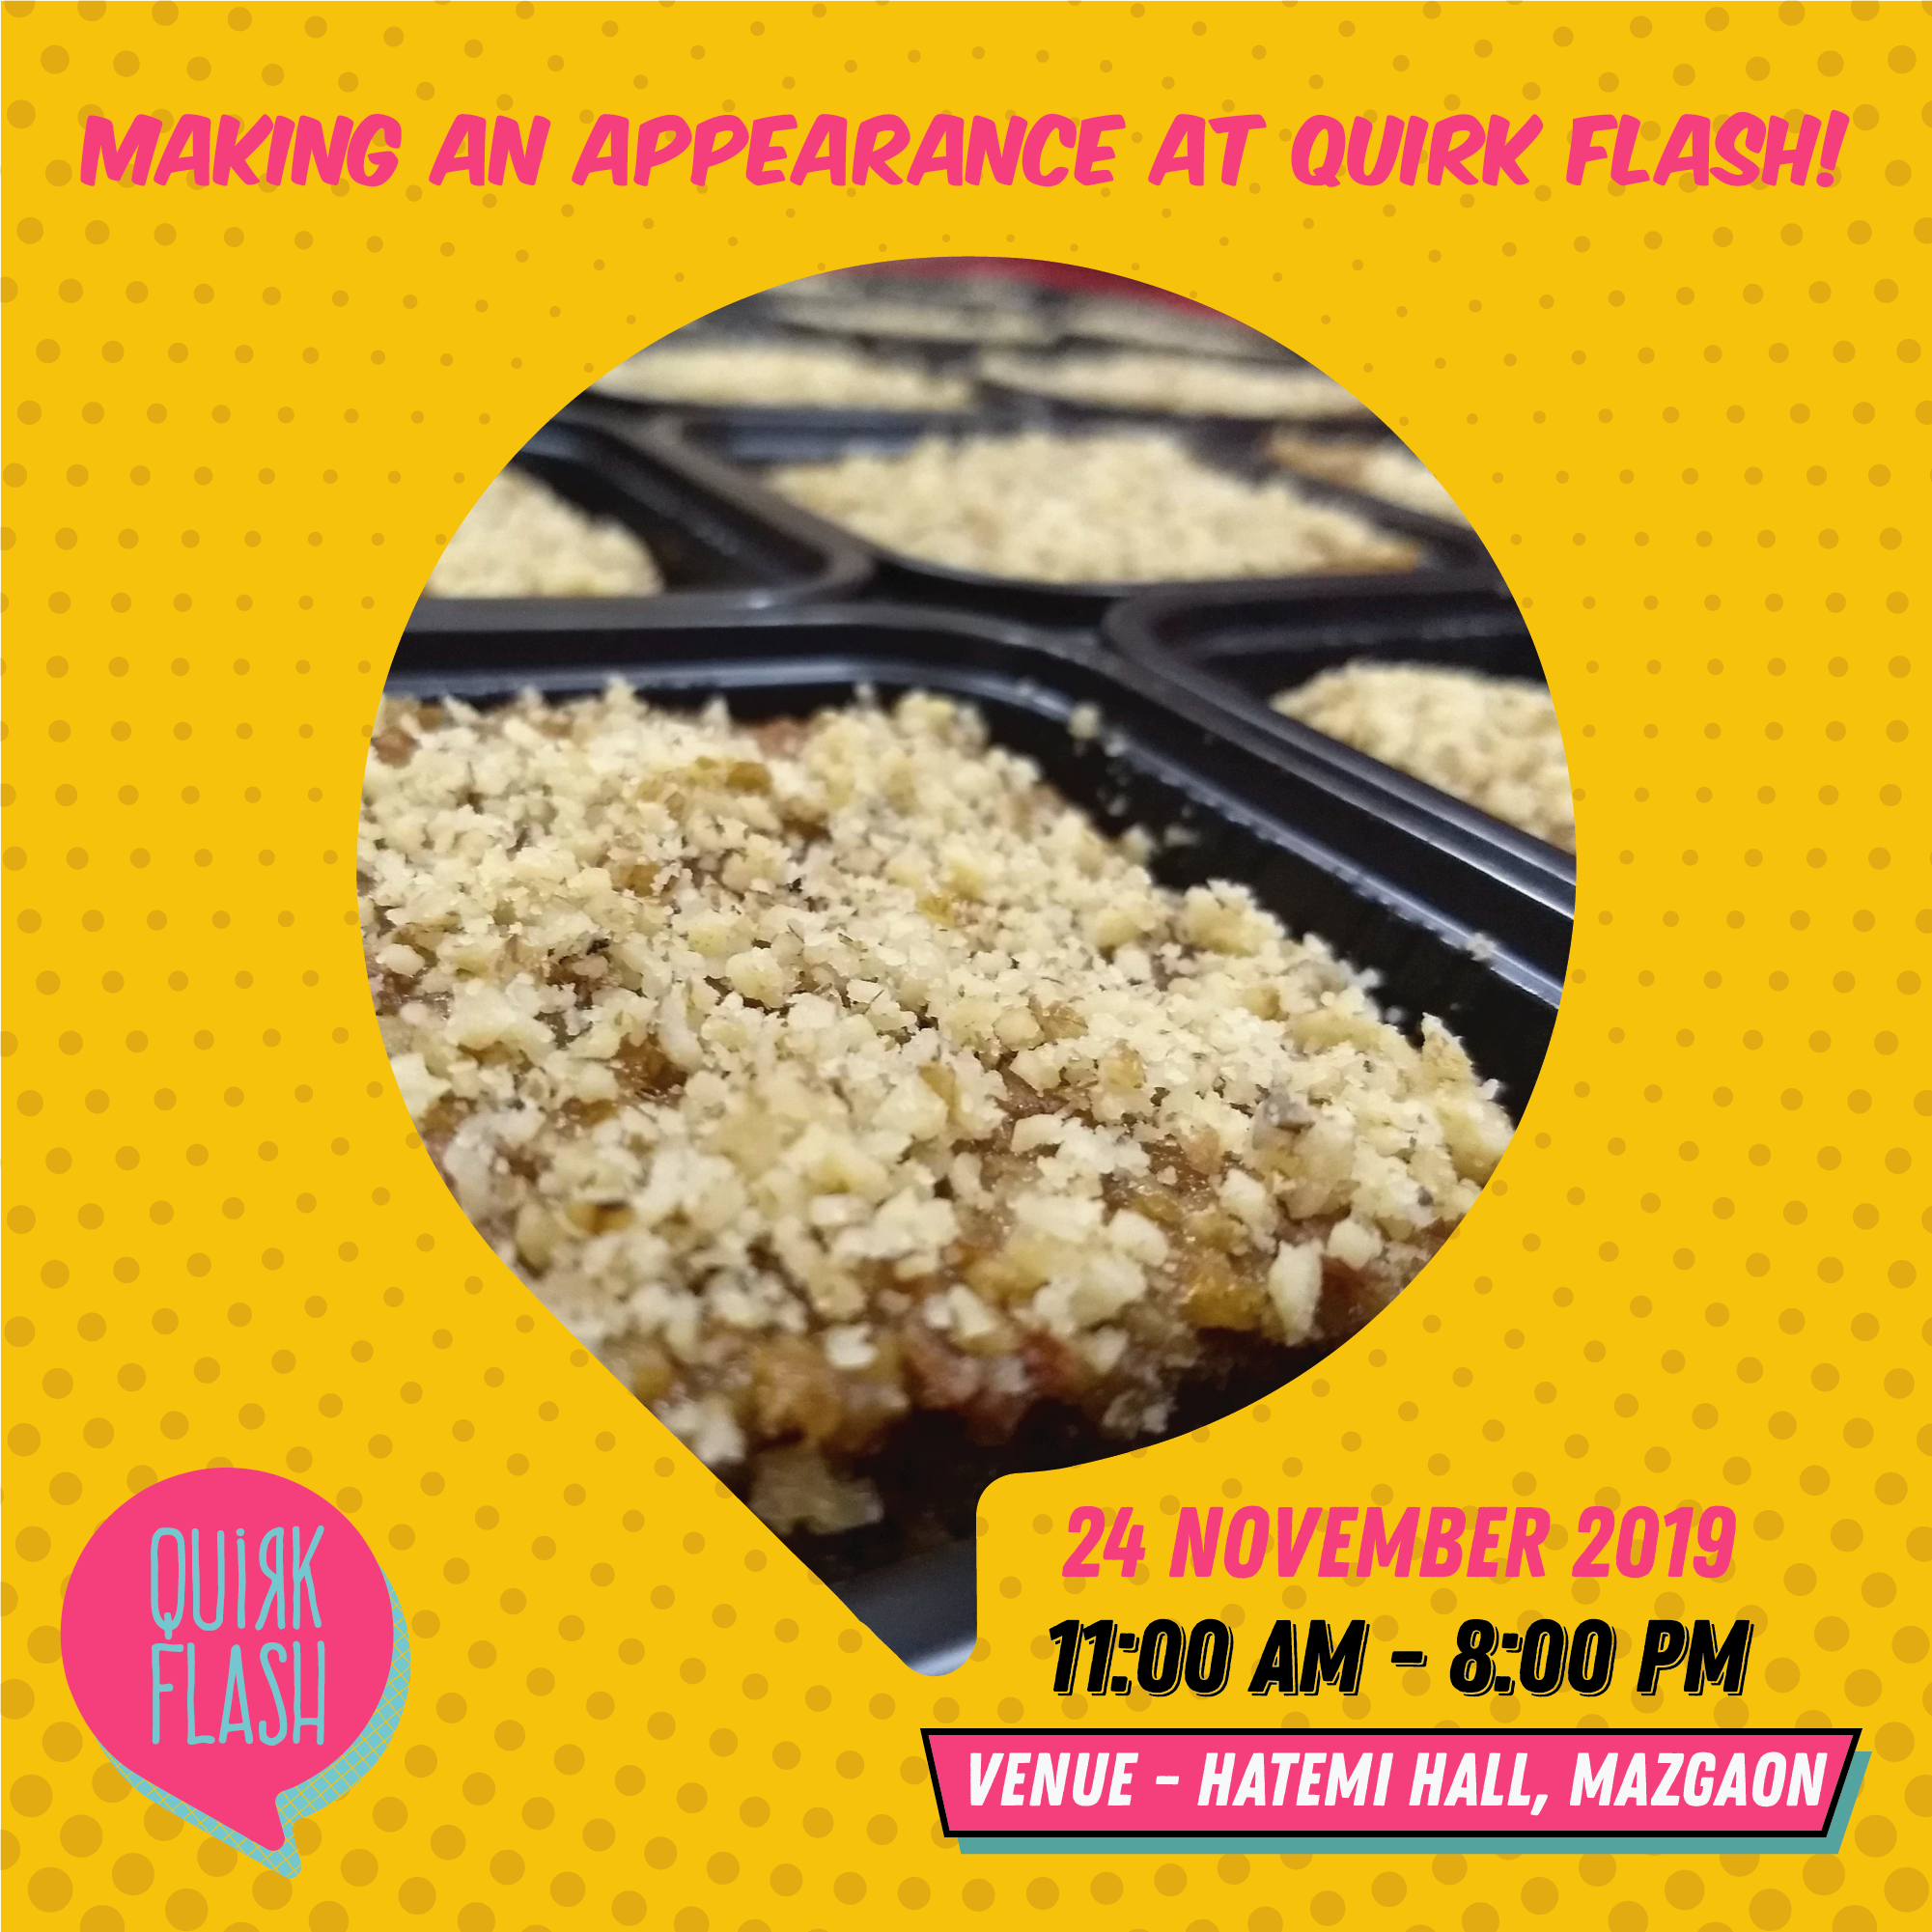 MAKING AN APPEARANCE AT QUIRK FLASH!
24 NOVEMBER 2019
11:00 AM - 8:00 PM
VENUE - HATEMI HALL, MAZGAON
QUiRK
FLASH